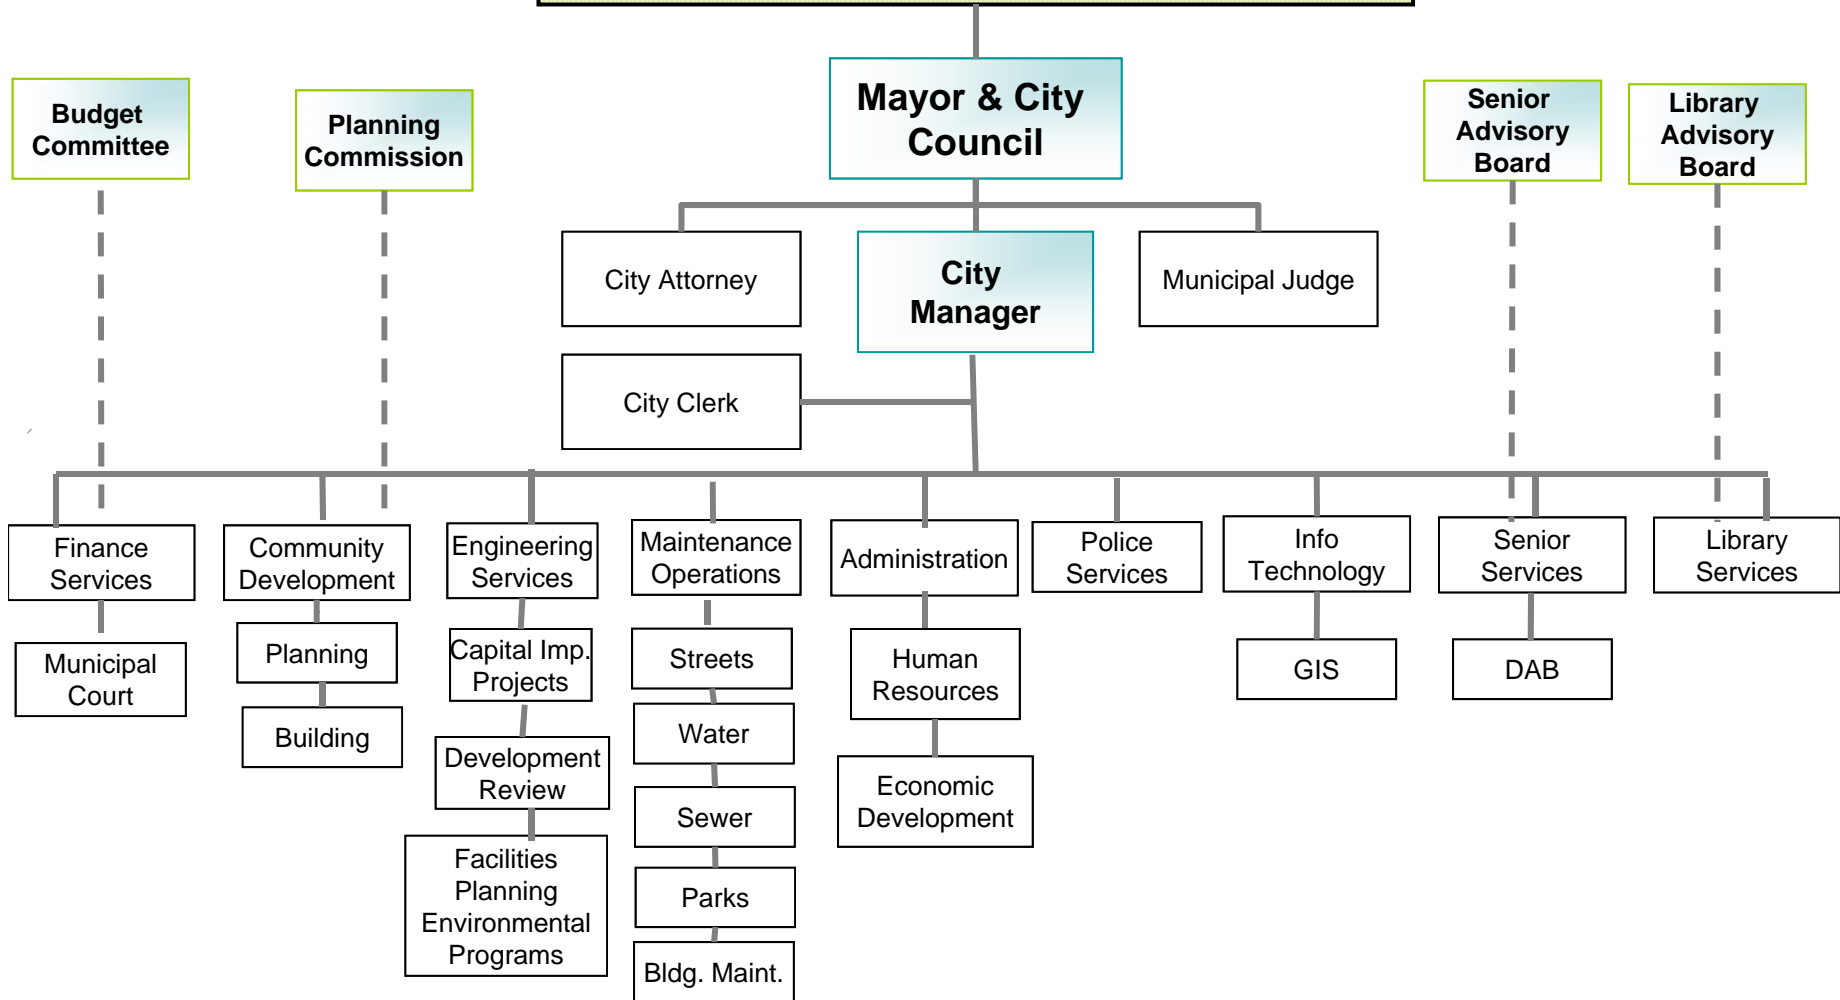 Mayor & City
Council
Budget
Committee
Planning
Commission
Senior
Advisory
Board
Library
Advisory
Board
City Attorney
City
Manager
Municipal Judge
City Clerk
Finance
Services
Community
Development
Engineering
Services
Maintenance
Operations
Administration
Police
Services
Info
Technology
Senior
Services
Library
Services
Municipal
Court
Planning
Building
Capital Imp.
Projects
Development
Review
Facilities
Planning
Environmental
Programs
Streets
Water
Sewer
Parks
Bldg. Maint.
Human
Resources
Economic
Development
GIS
DAB